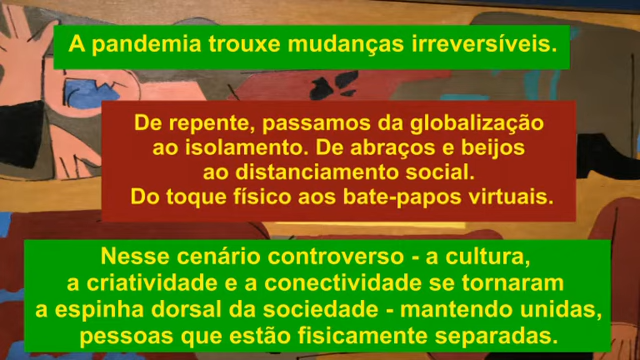 A pandemia trouxe mudanças irreversíveis.
De repente, passamos da globalização
ao isolamento. De abraços e beijos
ao distanciamento social.
Do toque físico aos bate-papos virtuais.
Nesse cenário controverso - a cultura,
a criatividade e a conectividade se tornaram
a espinha dorsal da sociedade - mantendo unidas,
pessoas que estão fisicamente separadas.